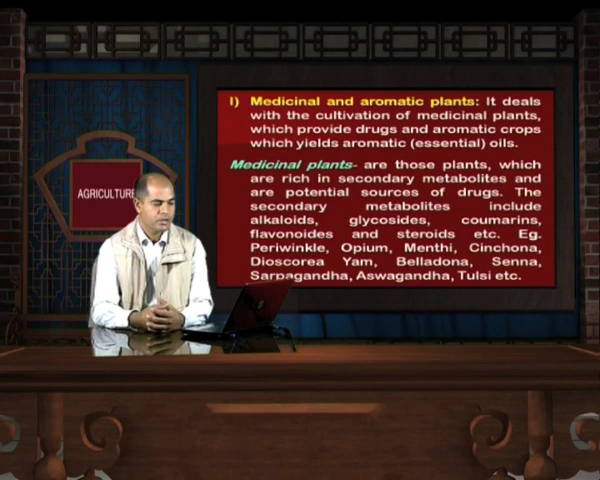 I) Medicinal and aromatic plants: It deals
with the cultivation of medicinal plants,
which provide drugs and aromatic crops
which yields aromatic (essential) oils.
Medicinal plants- are those plants, which
are rich in secondary metabolites and
are potential sources of drugs. The
secondary metabolites include
alkaloids, glycosides, coumarins,
flavonoides and steroids etc. Eg.
Periwinkle, Opium, Menthi, Cinchona,
Dioscorea Yam, Belladona, Senna,
Sarpagandha, Aswagandha, Tulsi etc.
AGRICULTURE